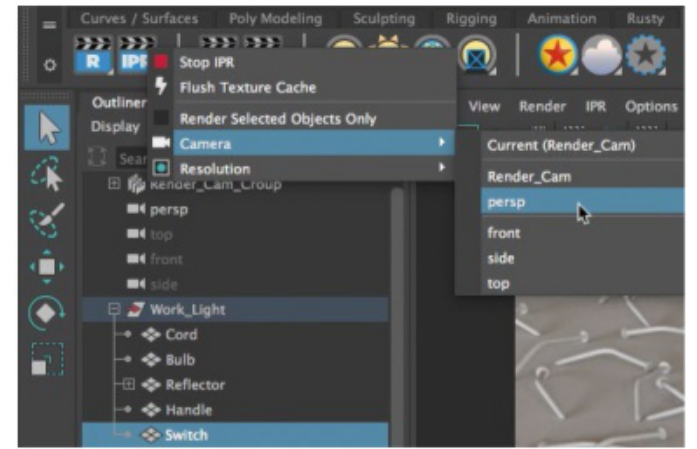 Curves / Surfaces Poly Modeling Sculpting Rigging Animation Rusty
R IPR
Stop IPR
Flush Texture Cache
Render Selected Objects Only
Camera
Resolution
Outliner
Display
Sear
View Render IPR Options
Current (Render_Cam)
Render_Cam
persp
front
side
top
Render_Cam_Group
persp
top
front
side
Work_Light
Cord
Bulb
Reflector
Handle
Switch